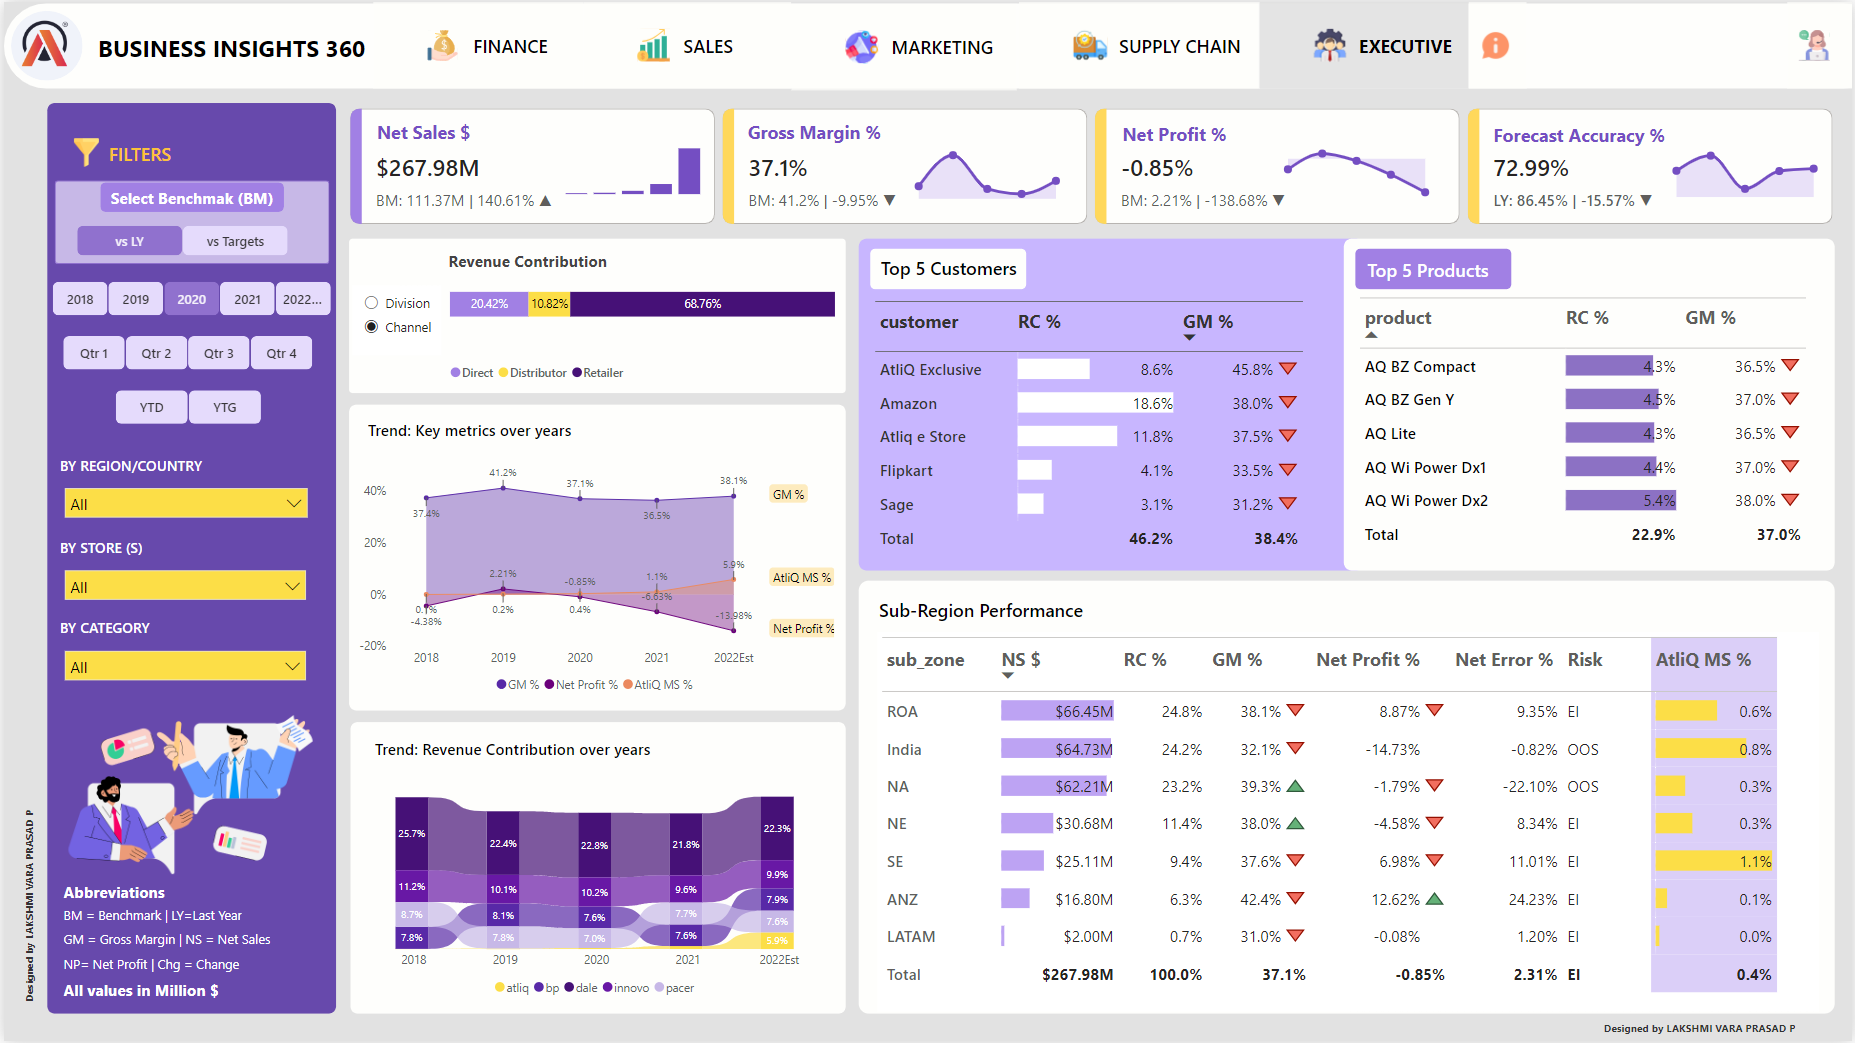 BUSINESS INSIGHTS 360
FINANCE
SALES
MARKETING
SUPPLY CHAIN
EXECUTIVE
FILTERS
Select Benchmak (BM)
vs LY
vs Targets
2018
2019
2020
2021
2022...
Qtr 1
Qtr 2
Qtr 3
Qtr 4
YTD
YTG
BY REGION/COUNTRY
All
BY STORE (S)
All
BY CATEGORY
All
Abbreviations
BM = Benchmark | LY=Last Year
GM = Gross Margin | NS = Net Sales
NP= Net Profit | Chg = Change
All values in Million $
Designed by LAKSHMI VARA PRASAD P
Net Sales $
$267.98M
BM: 111.37M | 140.61% ▲
Gross Margin %
37.1%
BM: 41.2% | -9.95% ▼
Net Profit %
-0.85%
BM: 2.21% | -138.68% ▼
Forecast Accuracy %
72.99%
LY: 86.45% | -15.57% ▼
Revenue Contribution
Division
Channel
20.42% 10.82% 68.76%
Direct Distributor Retailer
Trend: Key metrics over years
40%
20%
0%
-20%
37.4% 41.2% 37.1% 36.5% 38.1%
0.1% 0.2% 0.4% 1.1% 5.9%
-4.38% 2.21% -0.85% -6.63% -13.98%
GM %
AtliQ MS %
Net Profit %
2018 2019 2020 2021 2022Est
GM % Net Profit % AtliQ MS %
Trend: Revenue Contribution over years
25.7% 22.4% 22.8% 21.8% 22.3%
11.2% 10.1% 10.2% 9.6% 9.9%
8.7% 8.1% 7.6% 7.7% 7.9%
7.8% 7.8% 7.0% 7.6% 7.6%
5.9%
2018 2019 2020 2021 2022Est
atliq bp dale innovo pacer
Top 5 Customers
customer RC % GM %
AtliQ Exclusive 8.6% 45.8%
Amazon 18.6% 38.0%
Atliq e Store 11.8% 37.5%
Flipkart 4.1% 33.5%
Sage 3.1% 31.2%
Total 46.2% 38.4%
Top 5 Products
product RC % GM %
AQ BZ Compact 4.3% 36.5%
AQ BZ Gen Y 4.5% 37.0%
AQ Lite 4.3% 36.5%
AQ Wi Power Dx1 4.4% 37.0%
AQ Wi Power Dx2 5.4% 38.0%
Total 22.9% 37.0%
Sub-Region Performance
sub_zone NS $ RC % GM % Net Profit % Net Error % Risk AtliQ MS %
ROA $66.45M 24.8% 38.1% 8.87% 9.35% EI 0.6%
India $64.73M 24.2% 32.1% -14.73% -0.82% OOS 0.8%
NA $62.21M 23.2% 39.3% -1.79% -22.10% OOS 0.3%
NE $30.68M 11.4% 38.0% -4.58% 8.34% EI 0.3%
SE $25.11M 9.4% 37.6% 6.98% 11.01% EI 1.1%
ANZ $16.80M 6.3% 42.4% 12.62% 24.23% EI 0.1%
LATAM $2.00M 0.7% 31.0% -0.08% 1.20% EI 0.0%
Total $267.98M 100.0% 37.1% -0.85% 2.31% EI 0.4%
Designed by LAKSHMI VARA PRASAD P